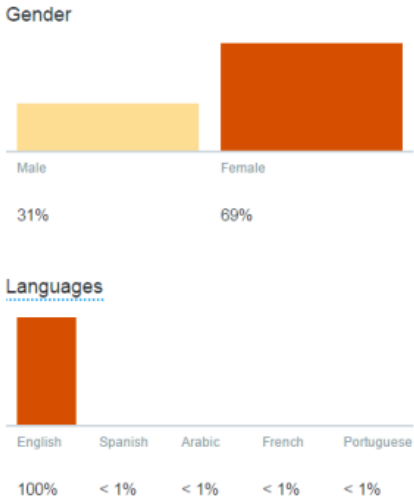 Gender
Male Female
31% 69%
Languages
English Spanish Arabic French Portuguese
100% < 1% < 1% < 1% < 1%